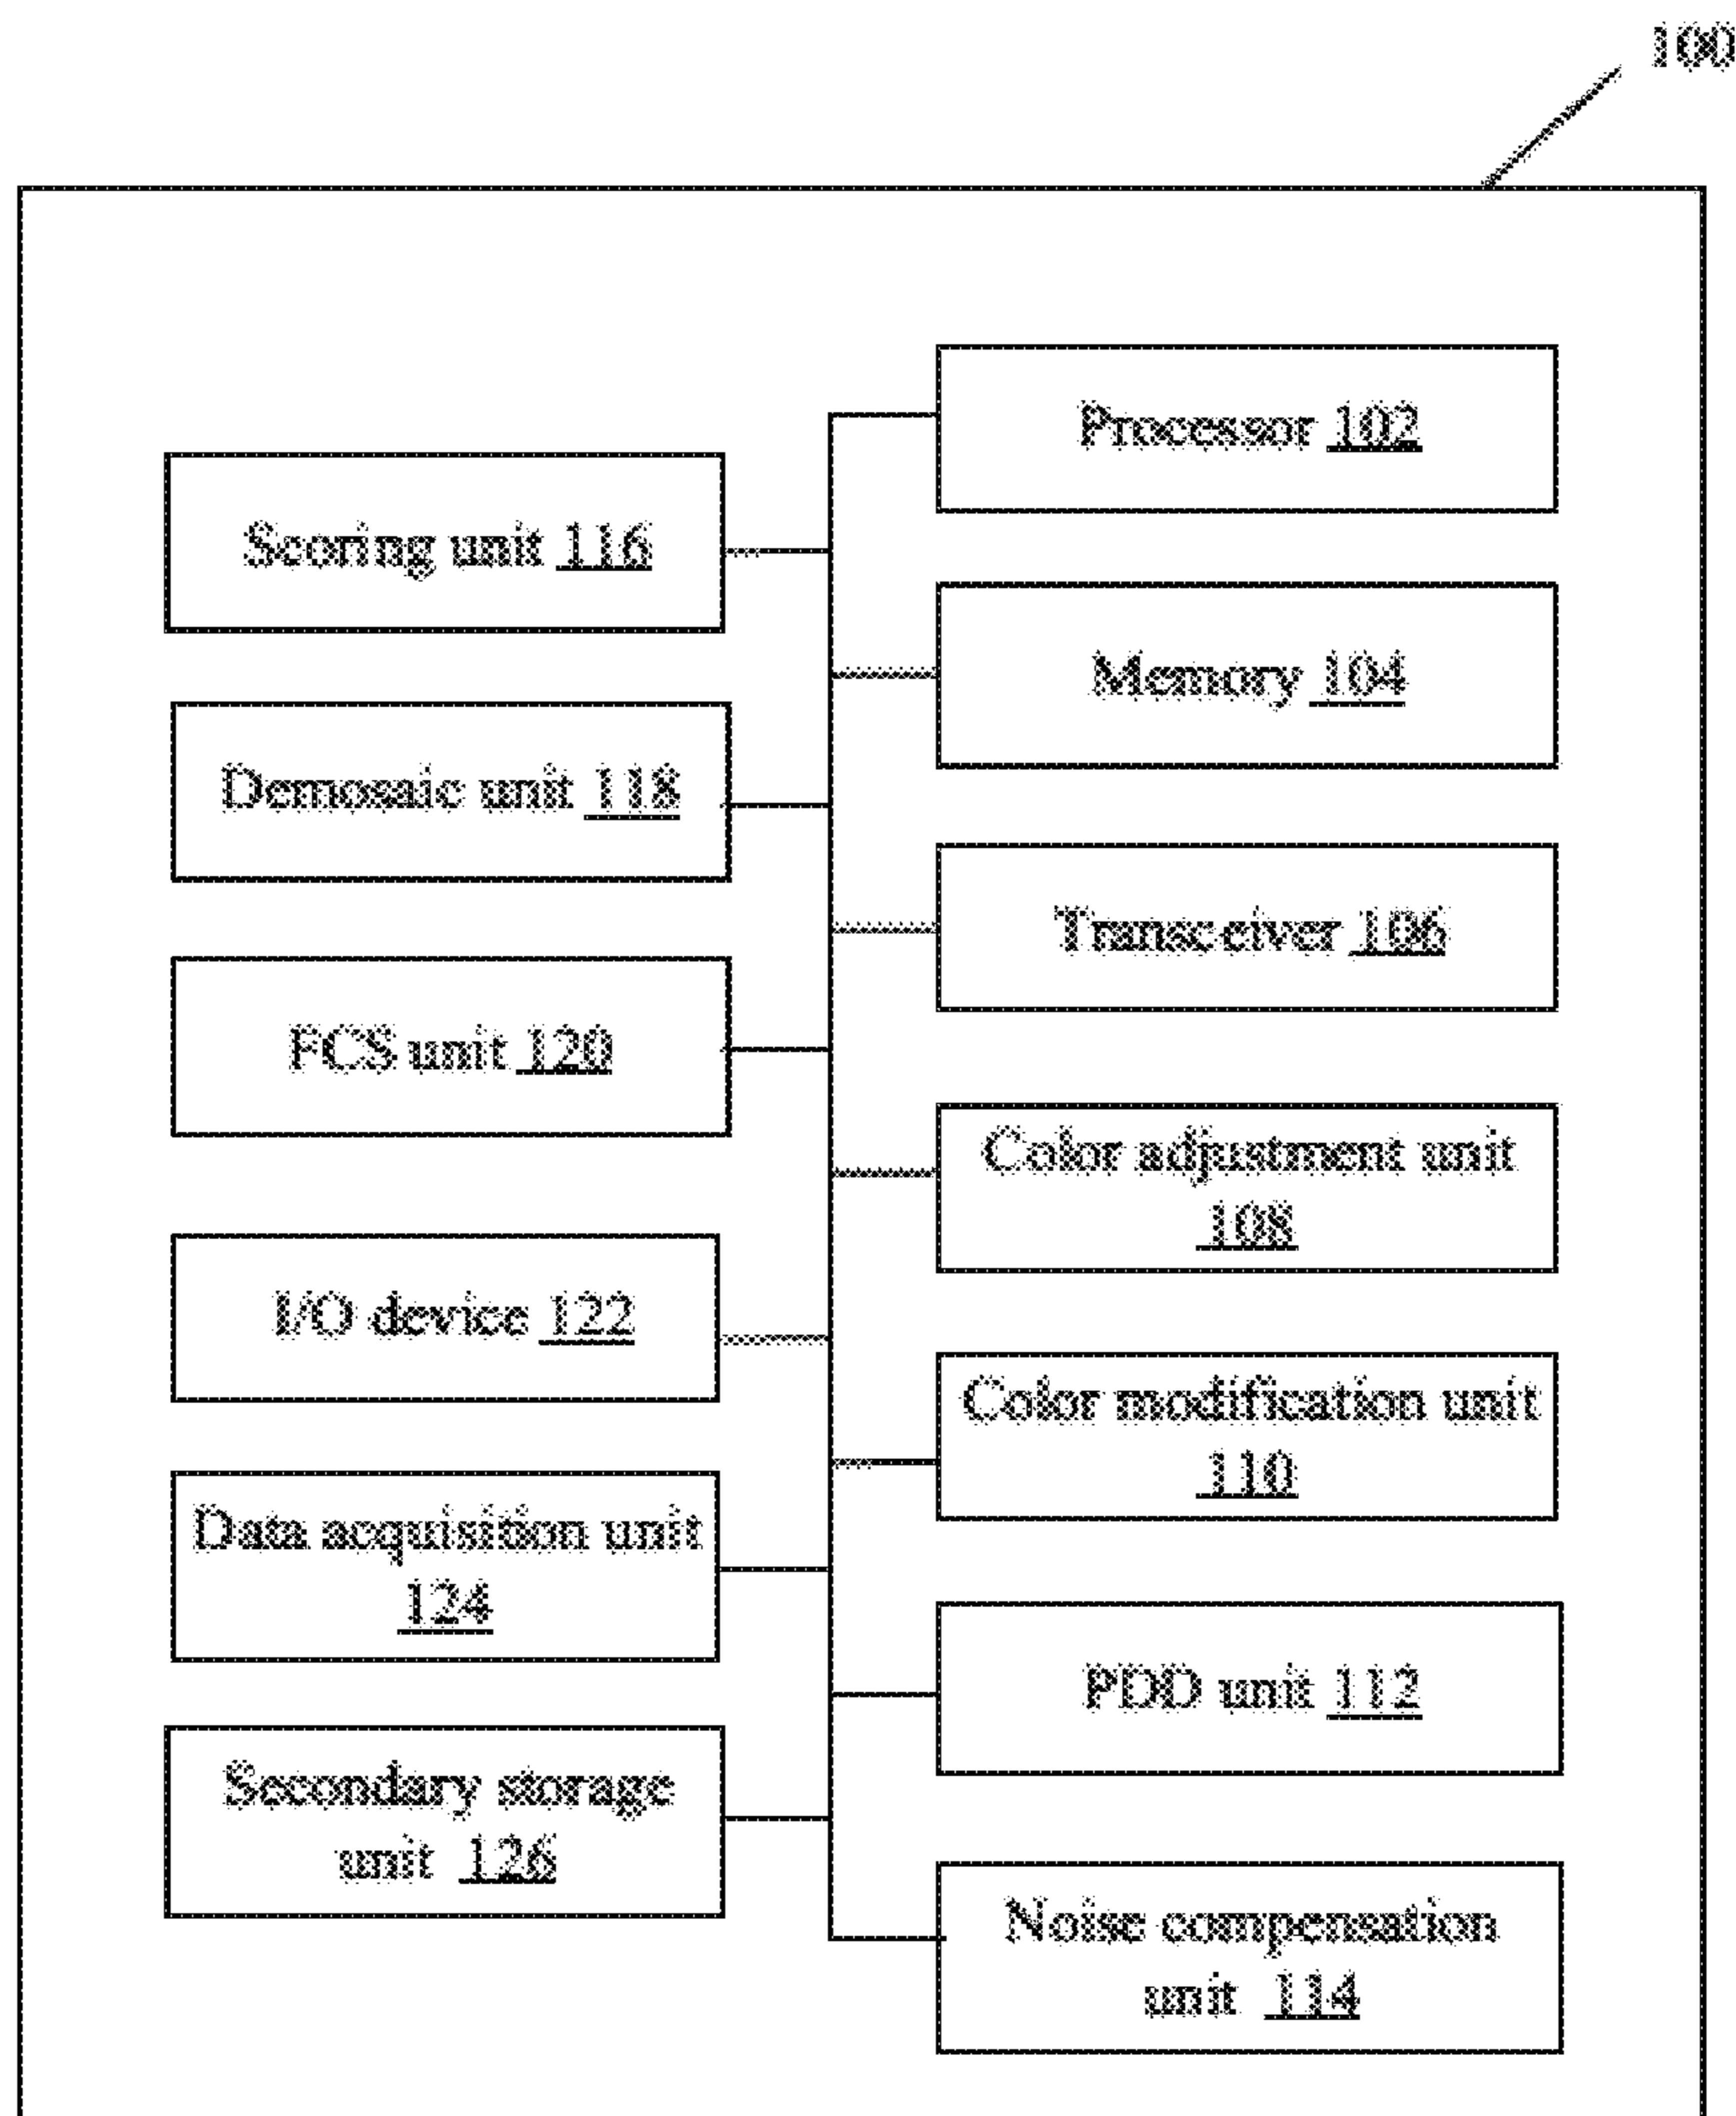 100
Processor 102
Scoring unit 116
Memory 104
Demosaic unit 118
Transceiver 106
FCS unit 120
Color adjustment unit
108
I/O device 122
Color modification unit
110
Data acquisition unit
124
PDD unit 112
Secondary storage
unit 126
Noise compensation
unit 114